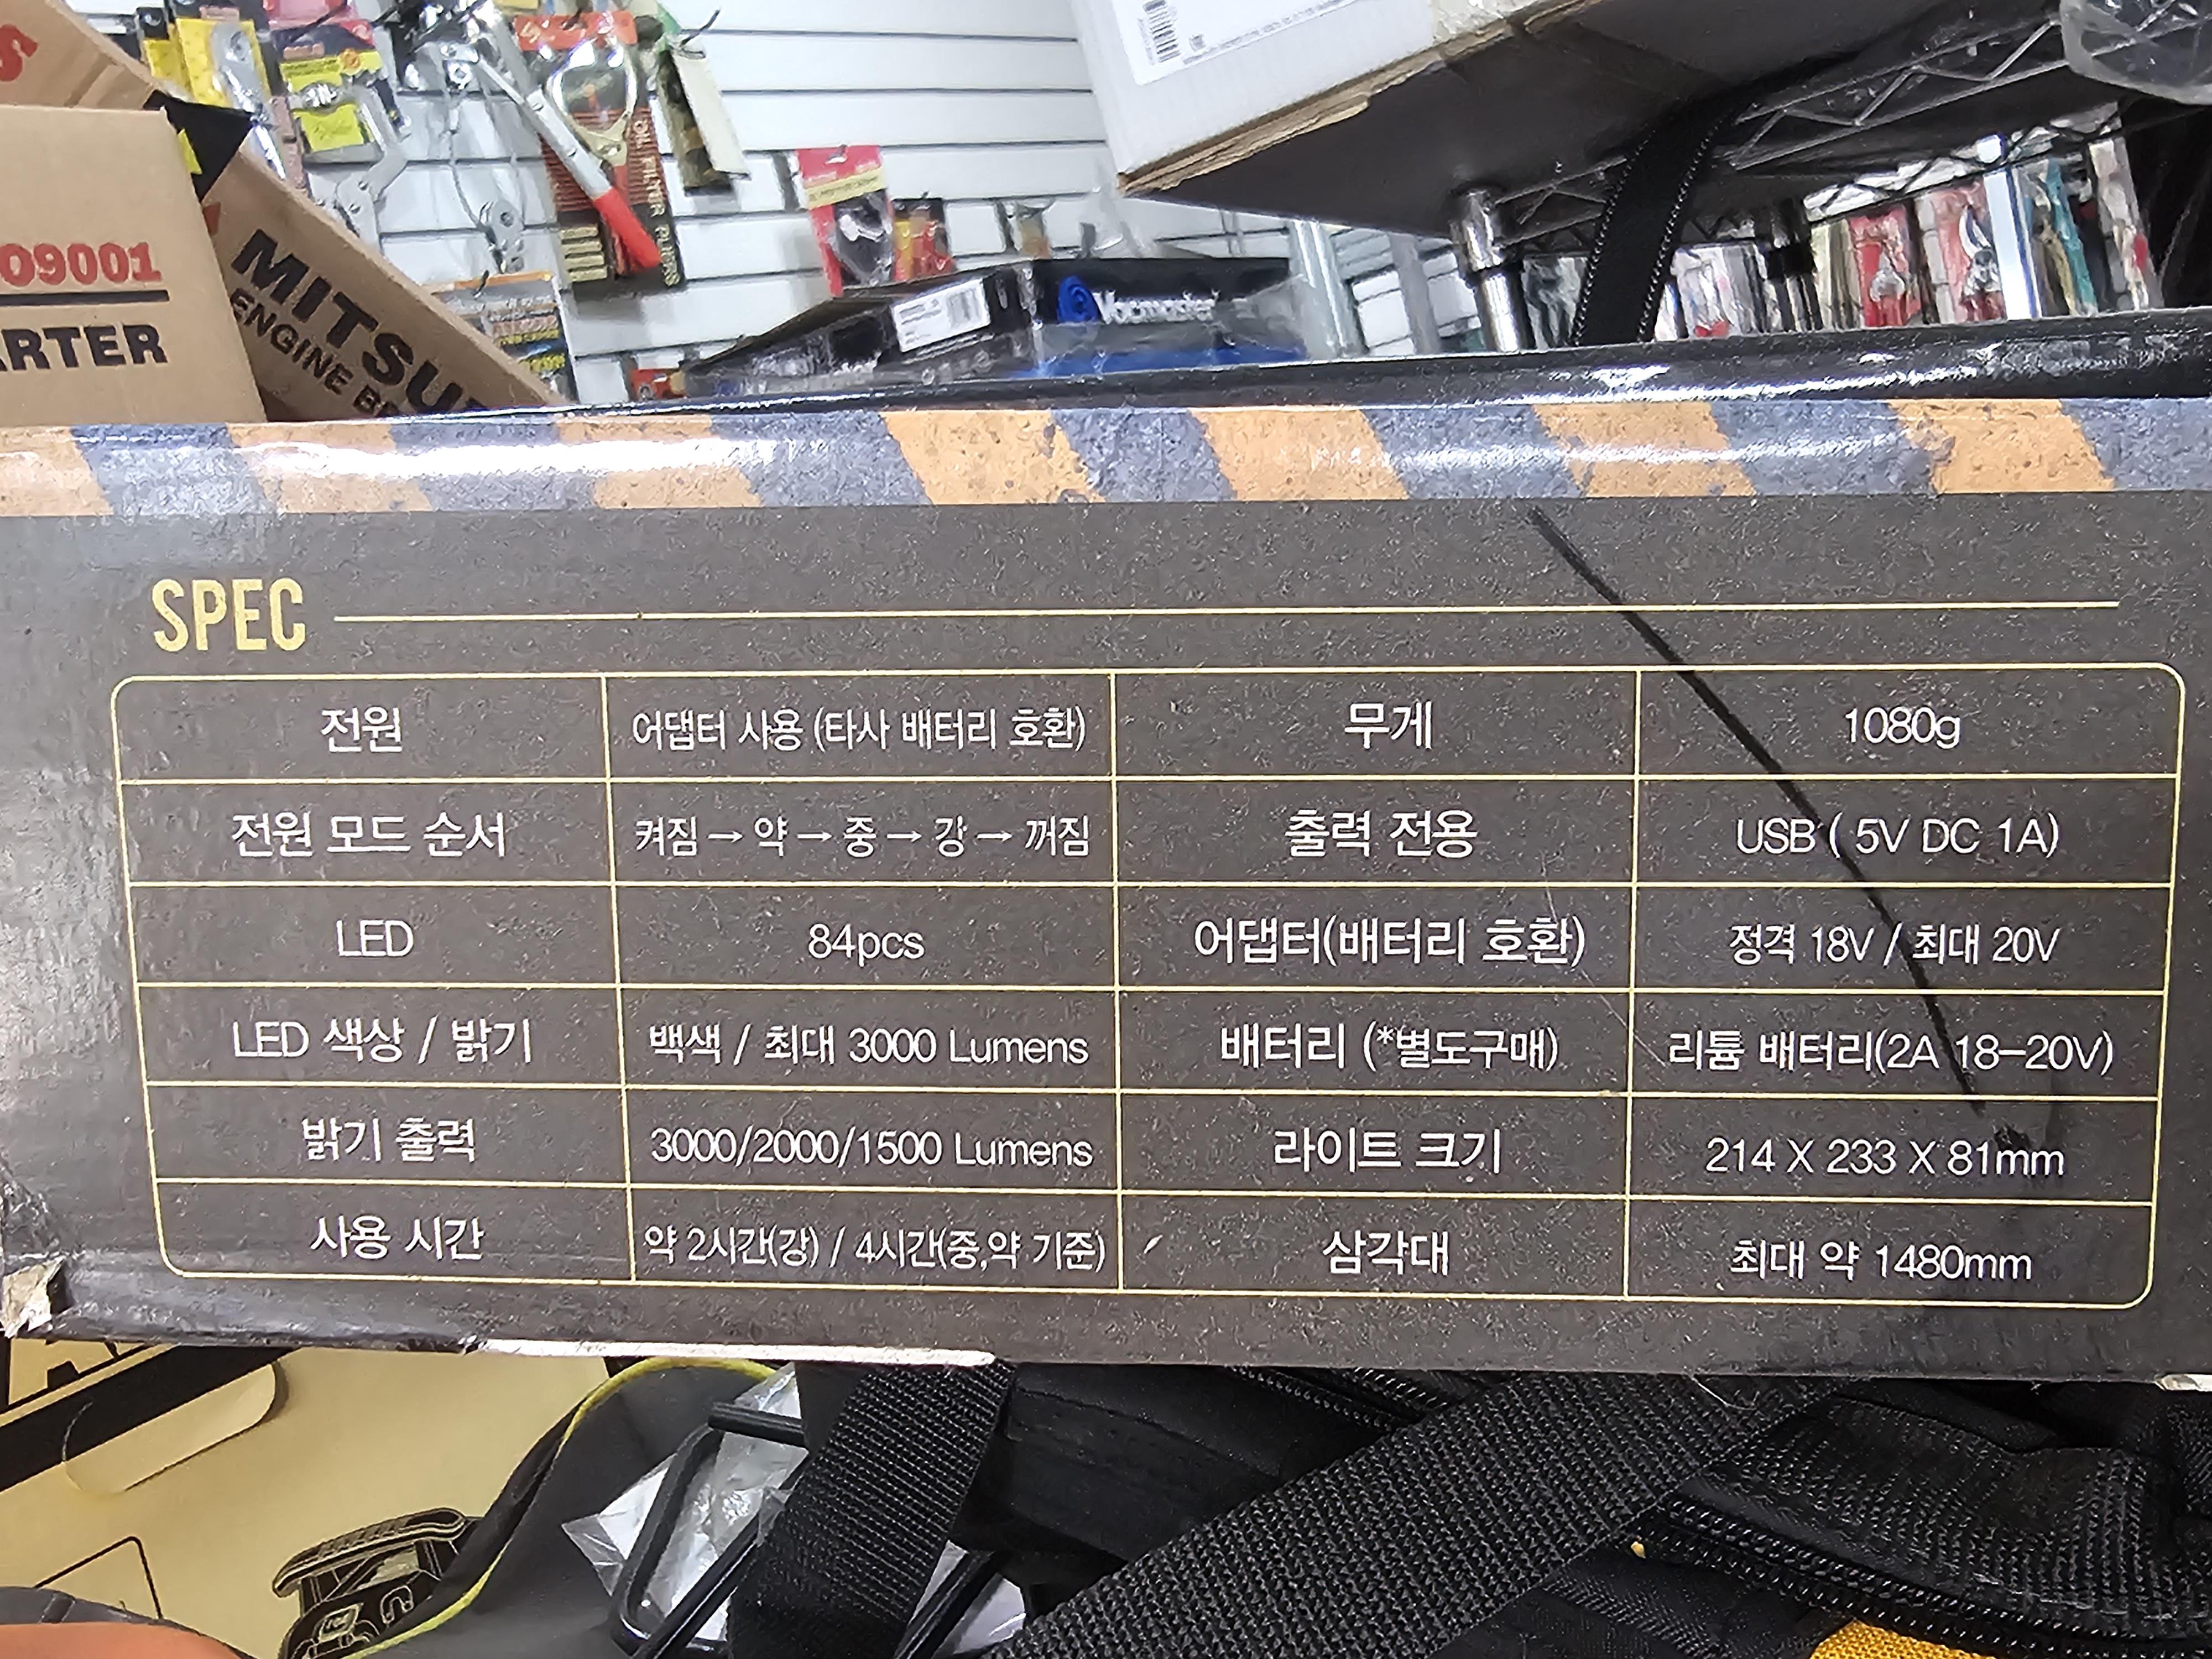 O9001
ARTER
MITSU
ENGINE
OIL FILTER PLIERS
Vacmaster
SPEC
전원 어댑터 사용 (타사 배터리 호환) 무게 1080g
전원 모드 순서 켜짐 → 약 → 중 → 강 → 꺼짐 출력 전용 USB ( 5V DC 1A)
LED 84pcs 어댑터(배터리 호환) 정격 18V / 최대 20V
LED 색상 / 밝기 백색 / 최대 3000 Lumens 배터리 (*별도구매) 리튬 배터리(2A 18-20V)
밝기 출력 3000/2000/1500 Lumens 라이트 크기 214 X 233 X 81mm
사용 시간 약 2시간(강) / 4시간(중,약 기준) 삼각대 최대 약 1480mm